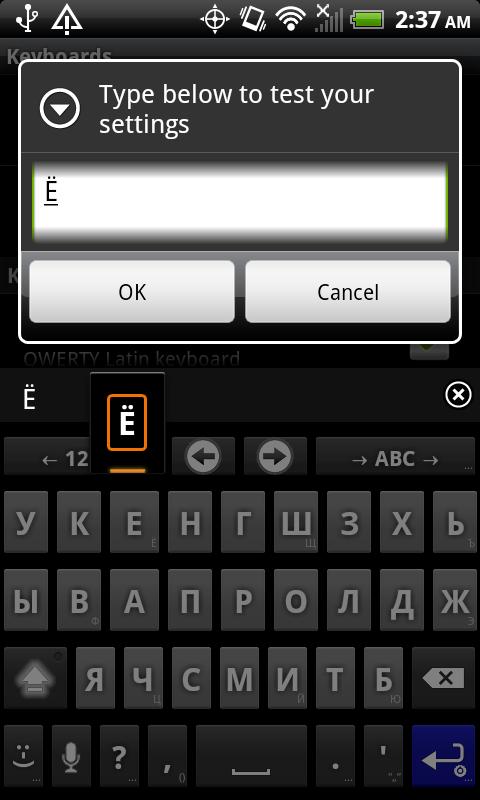 2:37 AM
Keyboards
Type below to test your
settings
Ё
OK
Cancel
QWERTY Latin keyboard
Ё
Ё
← 12
→ ABC → ...
У К Е Ё Н Г Ш Щ З Х Ь Ъ
Ы В Ф А П Р О Л Д Ж Э
Я Ч Ц С М И Й Т Б Ю
... ? ... , () . ... ' "„" ...